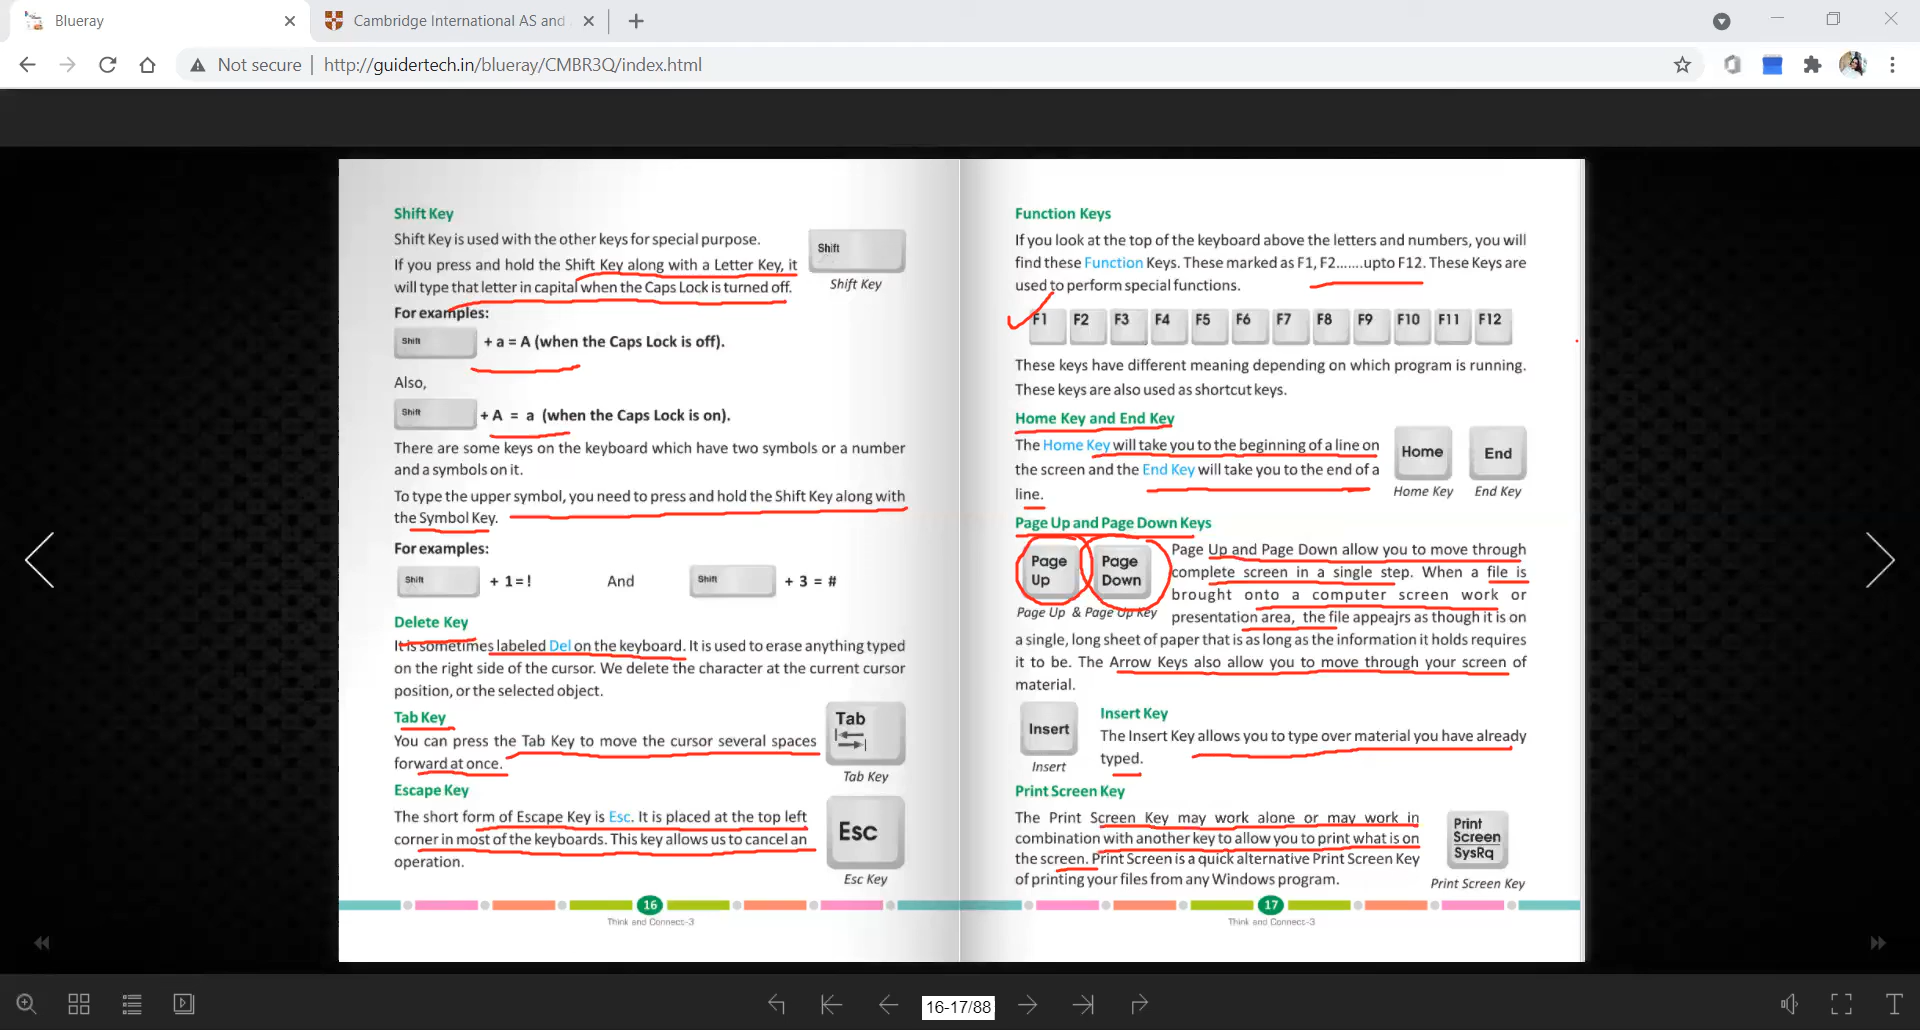 Blueray
Cambridge International AS and
Not secure | http://guidertech.in/blueray/CMBR3Q/index.html
Shift Key
Shift Key is used with the other keys for special purpose.
If you press and hold the Shift Key along with a Letter Key, it
will type that letter in capital when the Caps Lock is turned off.
Shift
Shift Key
For examples:
Shift + a = A (when the Caps Lock is off).
Also,
Shift + A = a (when the Caps Lock is on).
There are some keys on the keyboard which have two symbols or a number
and a symbols on it.
To type the upper symbol, you need to press and hold the Shift Key along with
the Symbol Key.
For examples:
Shift + 1 = ! And Shift + 3 = #
Delete Key
It is sometimes labeled Del on the keyboard. It is used to erase anything typed
on the right side of the cursor. We delete the character at the current cursor
position, or the selected object.
Tab Key
You can press the Tab Key to move the cursor several spaces
forward at once.
Tab
Tab Key
Escape Key
The short form of Escape Key is Esc. It is placed at the top left
corner in most of the keyboards. This key allows us to cancel an
operation.
Esc
Esc Key
16
Think and Connect-3
Function Keys
If you look at the top of the keyboard above the letters and numbers, you will
find these Function Keys. These marked as F1, F2.......upto F12. These Keys are
used to perform special functions.
F1 F2 F3 F4 F5 F6 F7 F8 F9 F10 F11 F12
These keys have different meaning depending on which program is running.
These keys are also used as shortcut keys.
Home Key and End Key
The Home Key will take you to the beginning of a line on
the screen and the End Key will take you to the end of a
line.
Home End
Home Key End Key
Page Up and Page Down Keys
Page Up
Page Down
Page Up & Page Up Key
Page Up and Page Down allow you to move through
complete screen in a single step. When a file is
brought onto a computer screen work or
presentation area, the file appeajrs as though it is on
a single, long sheet of paper that is as long as the information it holds requires
it to be. The Arrow Keys also allow you to move through your screen of
material.
Insert
Insert
Insert Key
The Insert Key allows you to type over material you have already
typed.
Print Screen Key
The Print Screen Key may work alone or may work in
combination with another key to allow you to print what is on
the screen. Print Screen is a quick alternative Print Screen Key
of printing your files from any Windows program.
Print
Screen
SysRq
Print Screen Key
17
Think and Connect-3
16-17/88